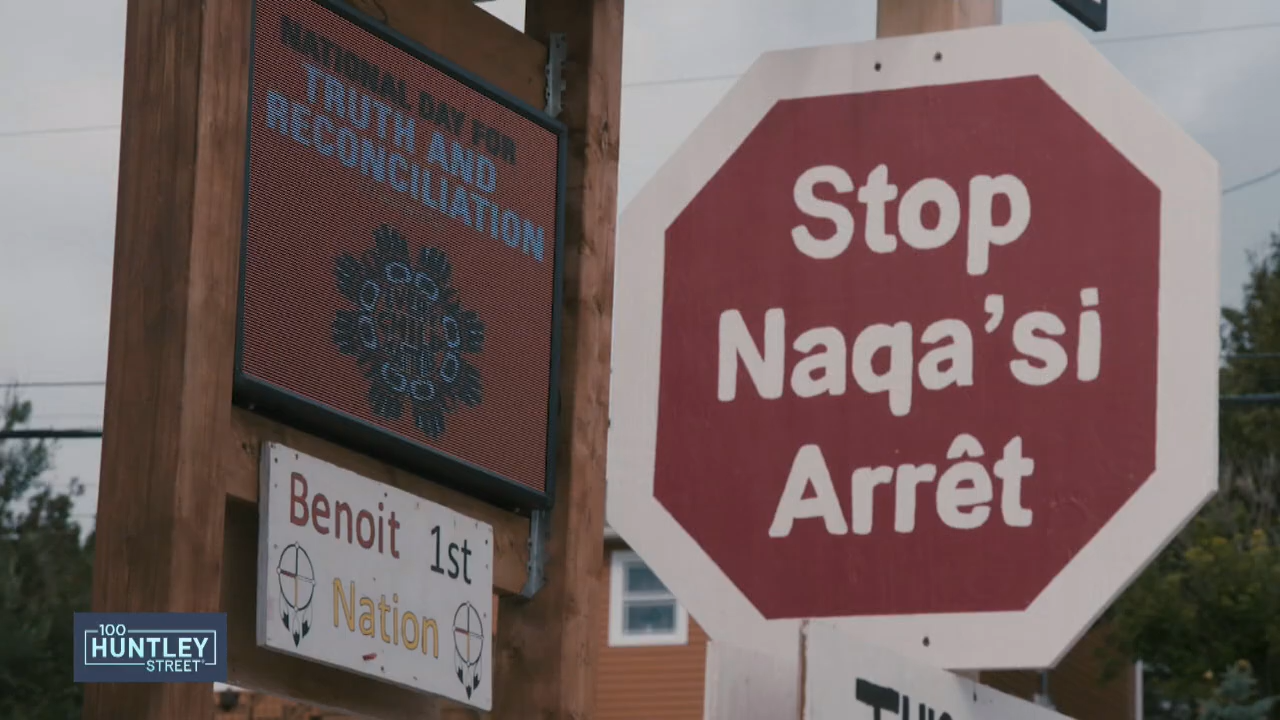 NATIONAL DAY FOR
TRUTH AND
RECONCILIATION
Benoit 1st
Nation
Stop
Naqa'si
Arrêt
100
HUNTLEY
STREET